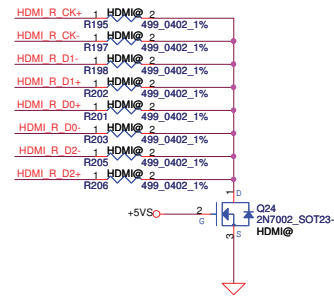 HDMI_R_CK+ 1 HDMI@ 2
R195 499_0402_1%
HDMI_R_CK- 1 HDMI@ 2
R197 499_0402_1%
HDMI_R_D1- 1 HDMI@ 2
R198 499_0402_1%
HDMI_R_D1+ 1 HDMI@ 2
R202 499_0402_1%
HDMI_R_D0+ 1 HDMI@ 2
R201 499_0402_1%
HDMI_R_D0- 1 HDMI@ 2
R203 499_0402_1%
HDMI_R_D2- 1 HDMI@ 2
R205 499_0402_1%
HDMI_R_D2+ 1 HDMI@ 2
R206 499_0402_1%
1 D
+5VS 2 G Q24
2N7002_SOT23-
3 S HDMI@